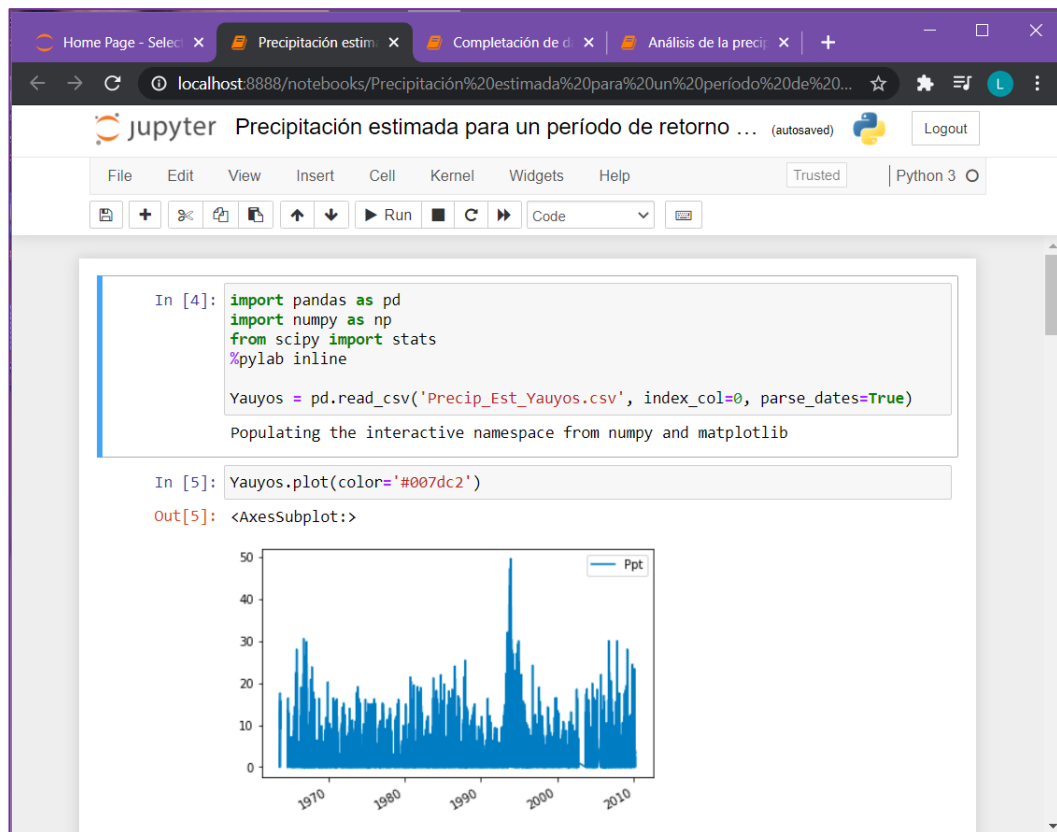 Home Page - Selec
Precipitación estim
Completación de d
Análisis de la precip
localhost:8888/notebooks/Precipitación%20estimada%20para%20un%20período%20de%20...
L
jupyter Precipitación estimada para un período de retorno ... (autosaved)
Logout
File Edit View Insert Cell Kernel Widgets Help
Trusted
Python 3
Run
Code
In [4]: import pandas as pd
import numpy as np
from scipy import stats
%pylab inline
Yauyos = pd.read_csv('Precip_Est_Yauyos.csv', index_col=0, parse_dates=True)
Populating the interactive namespace from numpy and matplotlib
In [5]: Yauyos.plot(color='#007dc2')
Out[5]: <AxesSubplot:>
Ppt
50
40
30
20
10
0
1970 1980 1990 2000 2010